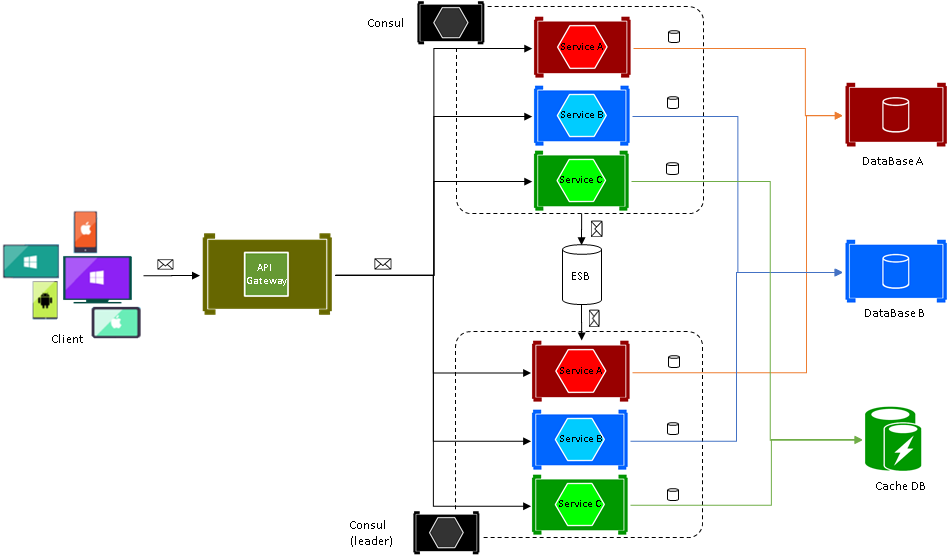 Consul
Service A
Service B
Service C
DataBase A
API
Gateway
ESB
Client
DataBase B
Service A
Service B
Service C
Cache DB
Consul
(leader)